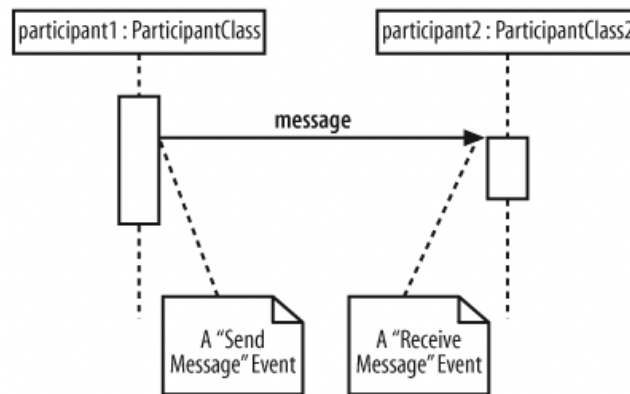 participant1 : ParticipantClass
participant2 : ParticipantClass2
message
A “Send
Message” Event
A “Receive
Message” Event